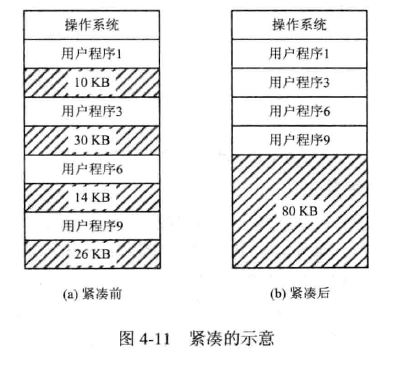 操作系统
用户程序1
10 KB
用户程序3
30 KB
用户程序6
14 KB
用户程序9
26 KB
(a) 紧凑前
操作系统
用户程序1
用户程序3
用户程序6
用户程序9
80 KB
(b) 紧凑后
图 4-11 紧凑的示意